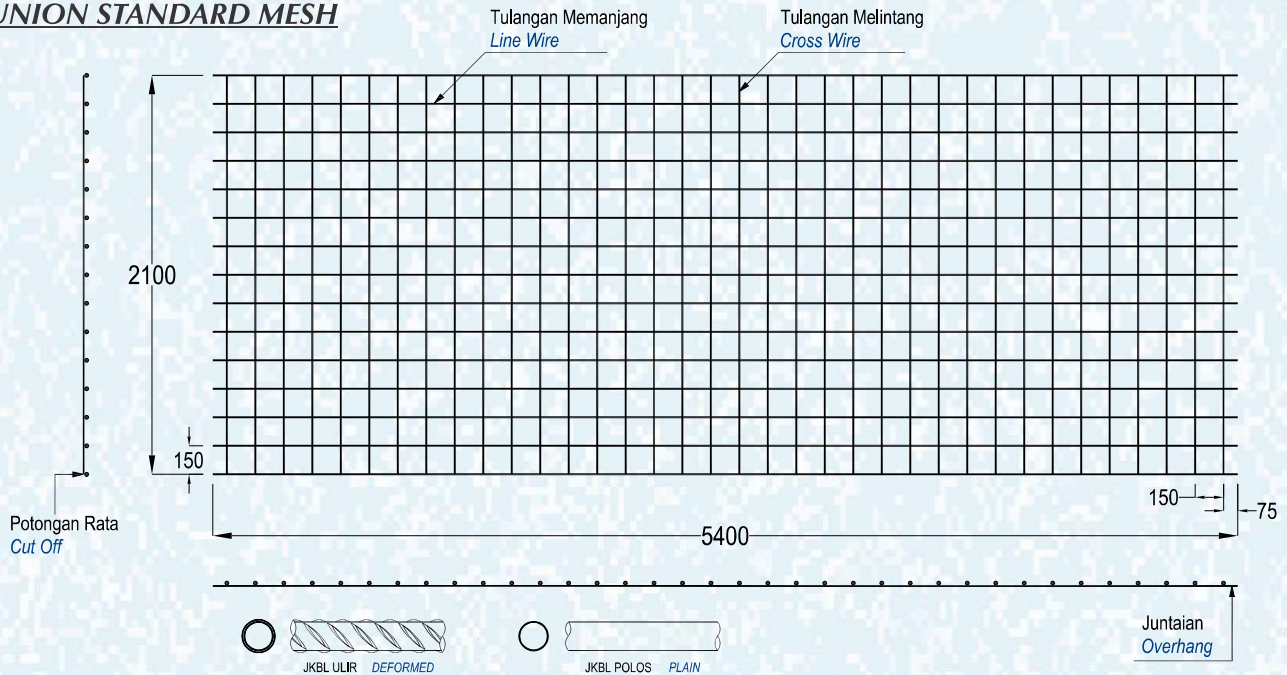 UNION STANDARD MESH
Tulangan Memanjang
Line Wire
Tulangan Melintang
Cross Wire
2100
150
Potongan Rata
Cut Off
150
75
5400
Juntaian
Overhang
JKBL ULIR DEFORMED
JKBL POLOS PLAIN